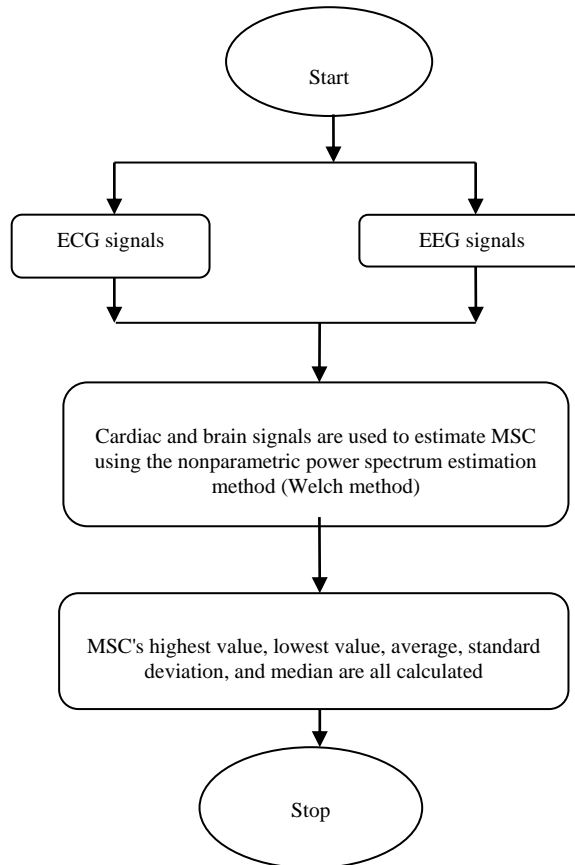 Start
ECG signals
EEG signals
Cardiac and brain signals are used to estimate MSC
using the nonparametric power spectrum estimation
method (Welch method)
MSC's highest value, lowest value, average, standard
deviation, and median are all calculated
Stop